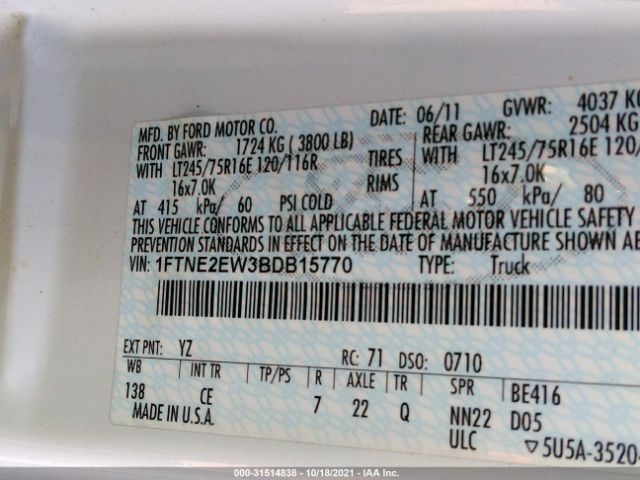 MFD. BY FORD MOTOR CO. DATE: 06/11 GVWR: 4037 KG
FRONT GAWR: 1724 KG ( 3800 LB) REAR GAWR: 2504 KG
WITH LT245/75R16E 120/116R TIRES WITH LT245/75R16E 120/
16x7.0K RIMS 16x7.0K
AT 415 kPa/ 60 PSI COLD AT 550 kPa/ 80
THIS VEHICLE CONFORMS TO ALL APPLICABLE FEDERAL MOTOR VEHICLE SAFETY
PREVENTION STANDARDS IN EFFECT ON THE DATE OF MANUFACTURE SHOWN AB
VIN: 1FTNE2EW3BDB15770 TYPE: Truck
EXT PNT: YZ RC: 71 DSO: 0710
WB INT TR TP/PS R AXLE TR SPR BE416
138 CE 7 22 Q NN22 D05
MADE IN U.S.A. ULC ▽5U5A-3520
000-31514838 - 10/18/2021 - IAA Inc.